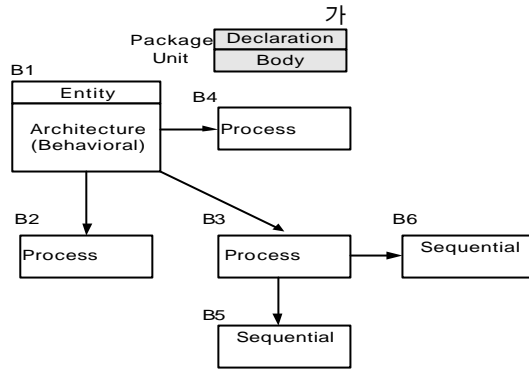 가
Package Unit
Declaration
Body
B1
Entity
Architecture
(Behavioral)
B4
Process
B2
Process
B3
Process
B6
Sequential
B5
Sequential